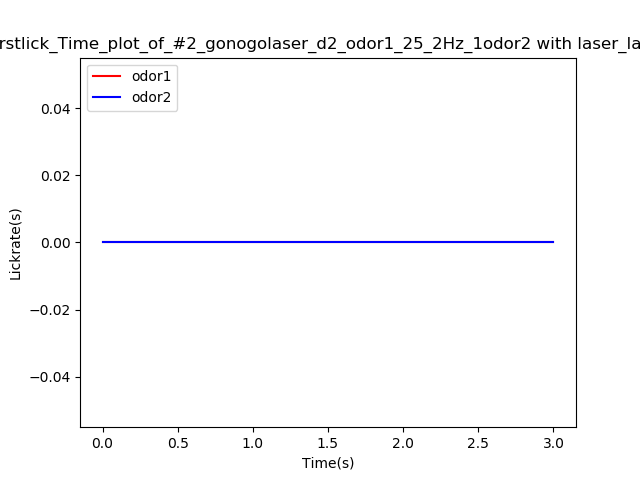 rstlick_Time_plot_of_#2_gonogolaser_d2_odor1_25_2Hz_1odor2 with laser_la
odor1
odor2
0.04
0.02
0.00
−0.02
−0.04
Lickrate(s)
0.0 0.5 1.0 1.5 2.0 2.5 3.0
Time(s)